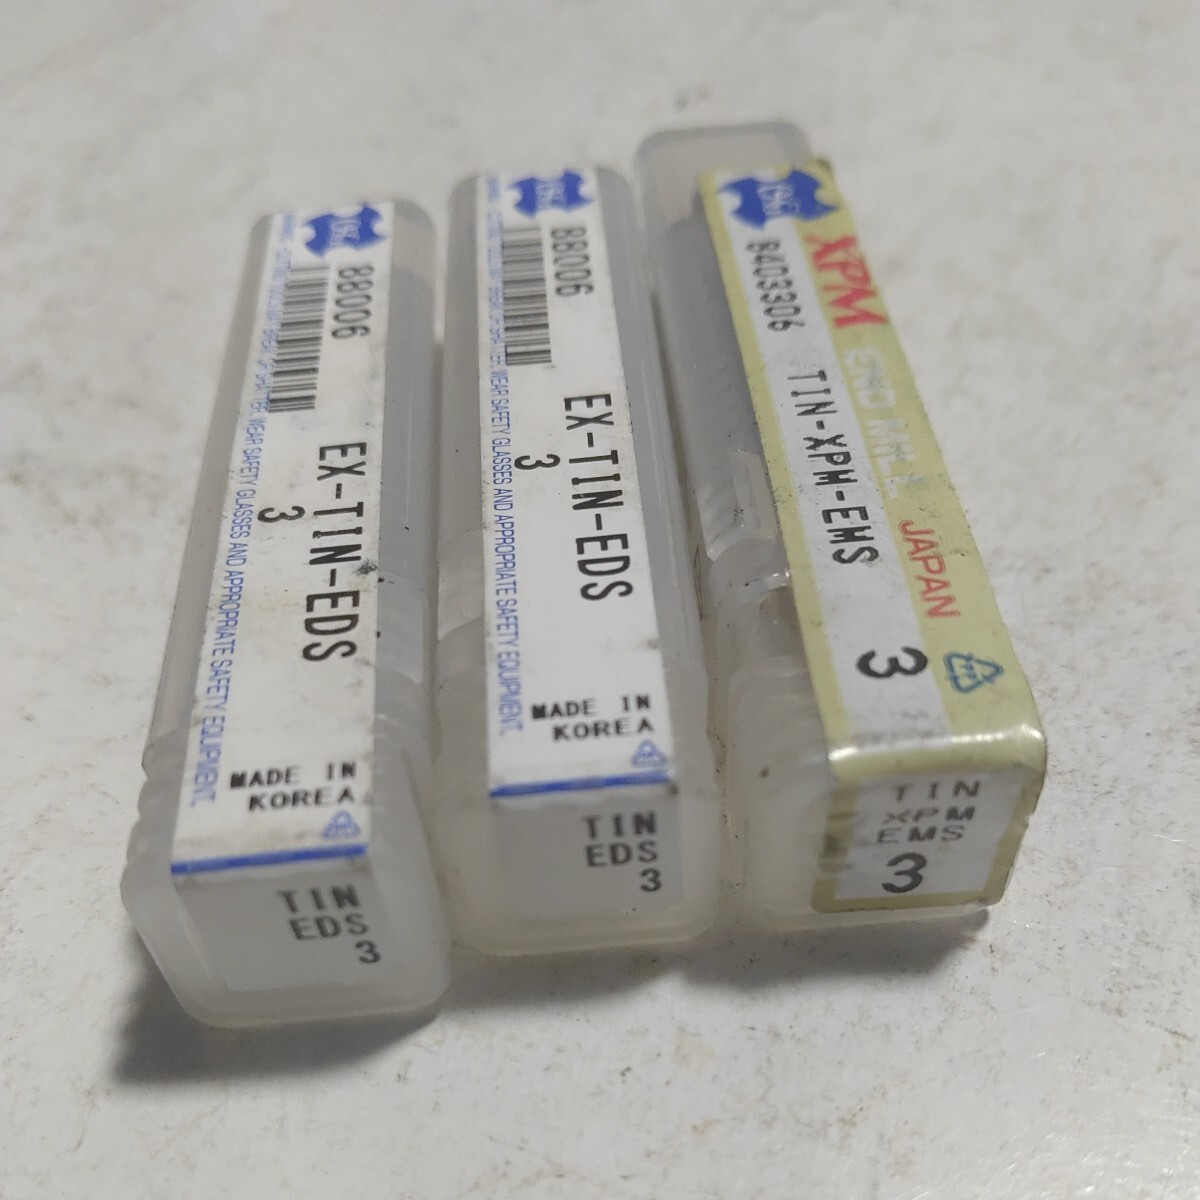 OSG
88006
EX-TIN-EDS
3
WEAR SAFETY GLASSES AND APPROPRIATE SAFETY EQUIPMENT.
MADE IN
KOREA
TIN
EDS
3
OSG
88006
EX-TIN-EDS
3
WEAR SAFETY GLASSES AND APPROPRIATE SAFETY EQUIPMENT.
MADE IN
KOREA
TIN
EDS
3
OSG
XPM END MILL JAPAN
8403306 TIN-XPM-EMS 3
TIN
XPM
EMS
3